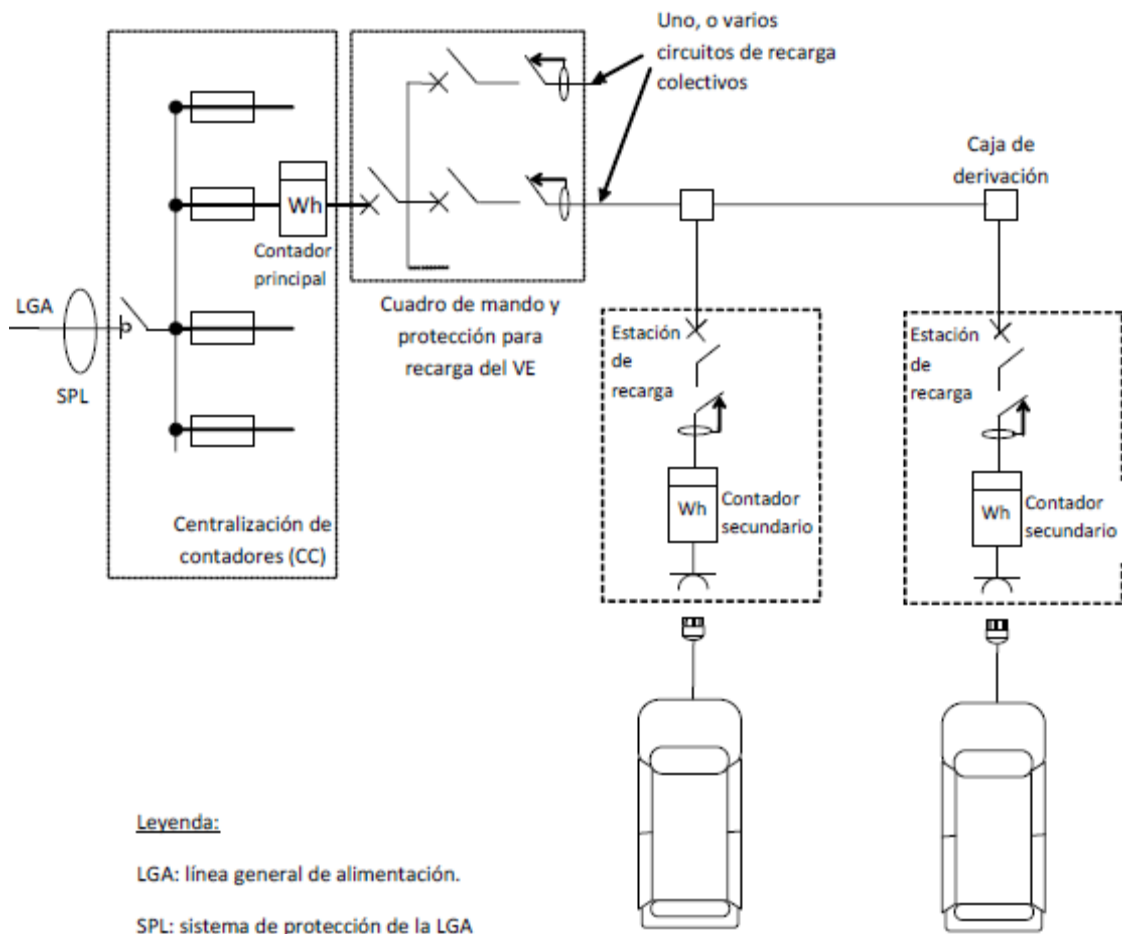 Uno, o varios
circuitos de recarga
colectivos
Caja de
derivación
Wh
Contador
principal
LGA
SPL
Cuadro de mando y
protección para
recarga del VE
Centralización de
contadores (CC)
Estación
de
recarga
Wh
Contador
secundario
Estación
de
recarga
Wh
Contador
secundario
Leyenda:
LGA: línea general de alimentación.
SPL: sistema de protección de la LGA